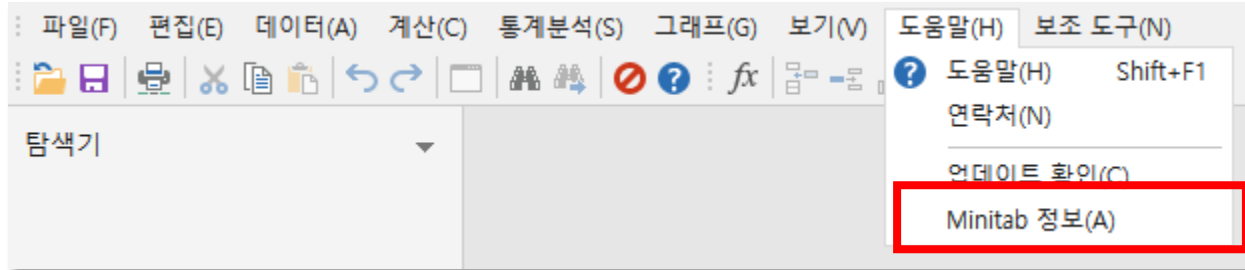 파일(F) 편집(E) 데이터(A) 계산(C) 통계분석(S) 그래프(G) 보기(V) 도움말(H) 보조 도구(N)
fx
도움말(H) Shift+F1
연락처(N)
탐색기
업데이트 확인(C)
Minitab 정보(A)